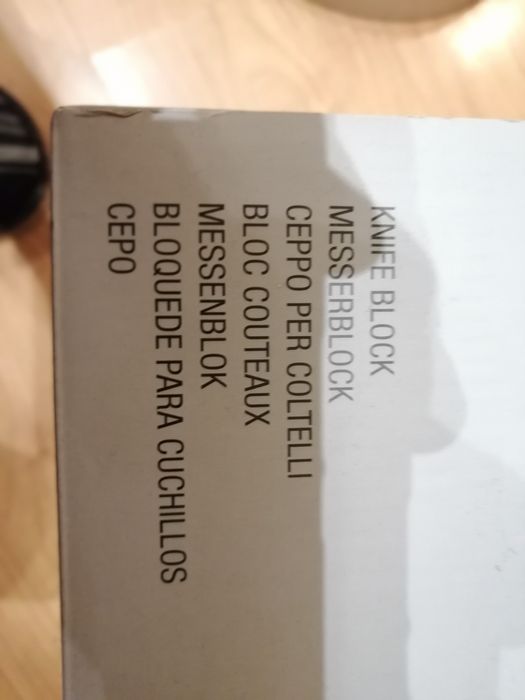 KNIFE BLOCK
MESSERBLOCK
CEPPO PER COLTELLI
BLOC COUTEAUX
MESSENBLOK
BLOQUEDE PARA CUCHILLOS
CEPO